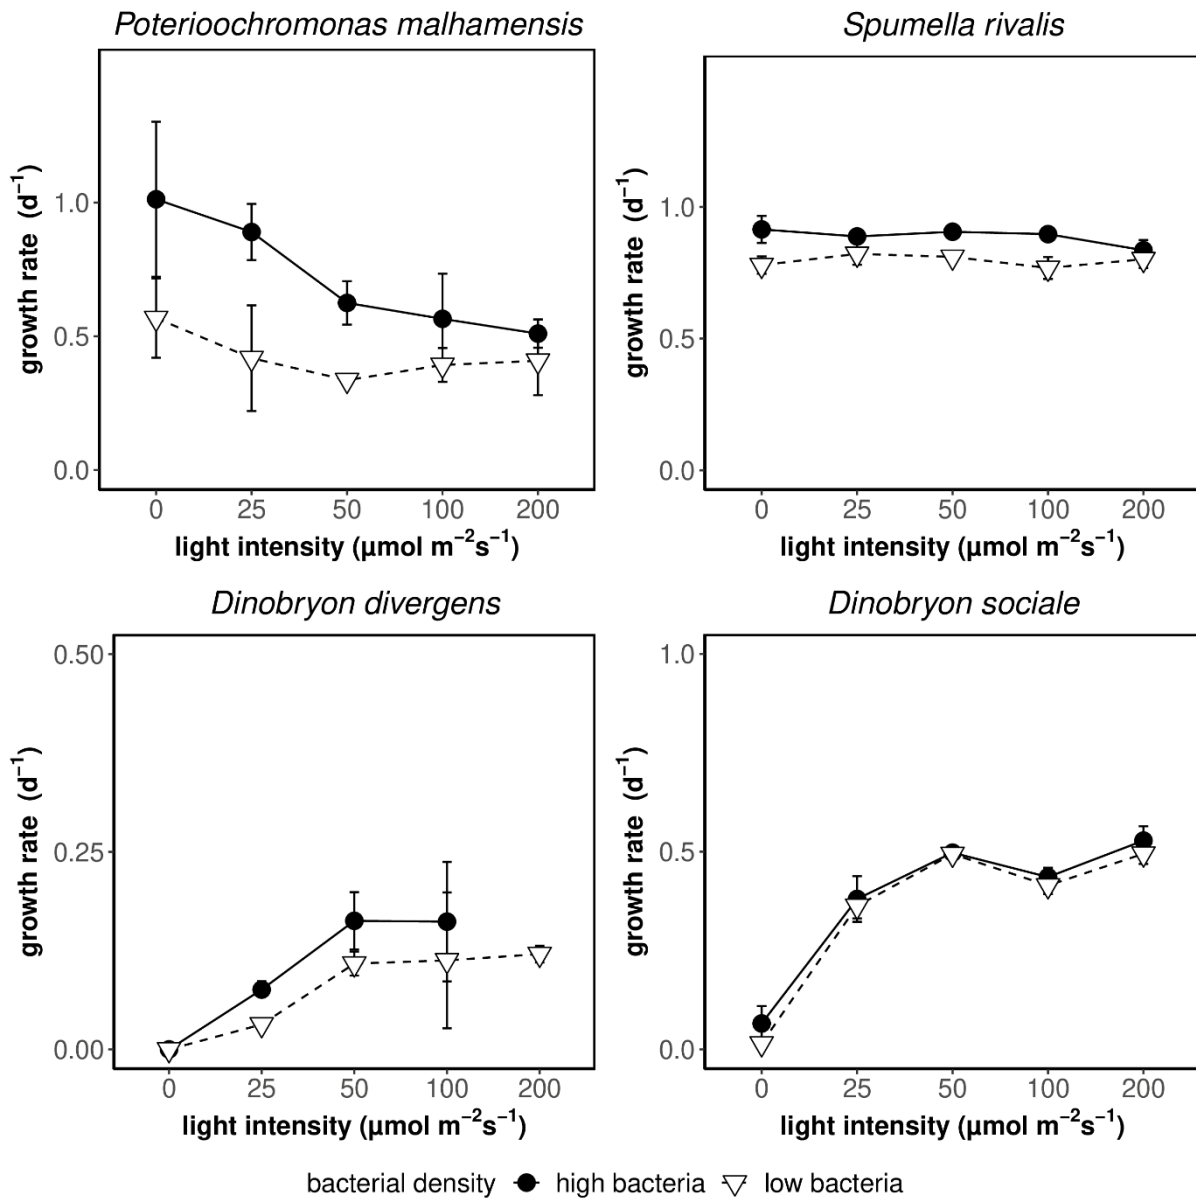 Poterioochromonas malhamensis
growth rate (d⁻¹)
1.0
0.5
0.0
0 25 50 100 200
light intensity (µmol m⁻²s⁻¹)
Spumella rivalis
growth rate (d⁻¹)
1.0
0.5
0.0
0 25 50 100 200
light intensity (µmol m⁻²s⁻¹)
Dinobryon divergens
growth rate (d⁻¹)
0.50
0.25
0.00
0 25 50 100 200
light intensity (µmol m⁻²s⁻¹)
Dinobryon sociale
growth rate (d⁻¹)
1.0
0.5
0.0
0 25 50 100 200
light intensity (µmol m⁻²s⁻¹)
bacterial density high bacteria low bacteria